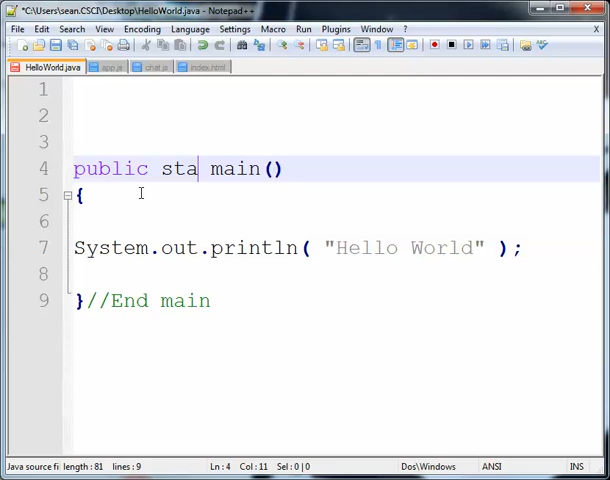 *C:\Users\sean.CSCI\Desktop\HelloWorld.java - Notepad++
File Edit Search View Encoding Language Settings Macro Run Plugins Window ? X
HelloWorld.java app.js chat.js index.html
1
2
3
4 public sta main()
5 {
6
7 System.out.println( "Hello World" );
8
9 }//End main
Java source fi length : 81 lines : 9 Ln : 4 Col : 11 Sel : 0 | 0 Dos\Windows ANSI INS